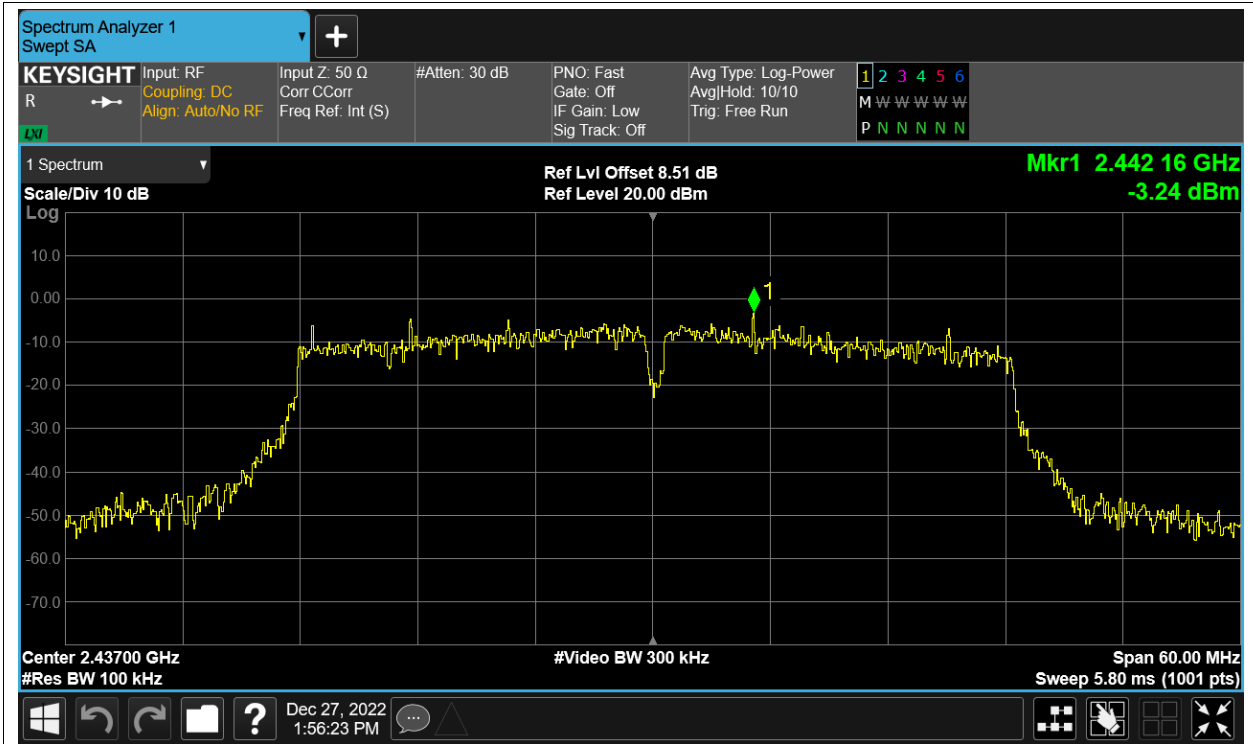 Spectrum Analyzer 1
Swept SA
KEYSIGHT
R
LXI
Input: RF
Coupling: DC
Align: Auto/No RF
Input Z: 50 Ω
Corr CCorr
Freq Ref: Int (S)
#Atten: 30 dB
PNO: Fast
Gate: Off
IF Gain: Low
Sig Track: Off
Avg Type: Log-Power
Avg|Hold: 10/10
Trig: Free Run
1 2 3 4 5 6
M W W W W W
P N N N N N
1 Spectrum
Scale/Div 10 dB
Log
Ref Lvl Offset 8.51 dB
Ref Level 20.00 dBm
Mkr1 2.442 16 GHz
-3.24 dBm
10.0
0.00
-10.0
-20.0
-30.0
-40.0
-50.0
-60.0
-70.0
1
Center 2.43700 GHz
#Res BW 100 kHz
#Video BW 300 kHz
Span 60.00 MHz
Sweep 5.80 ms (1001 pts)
?
Dec 27, 2022
1:56:23 PM